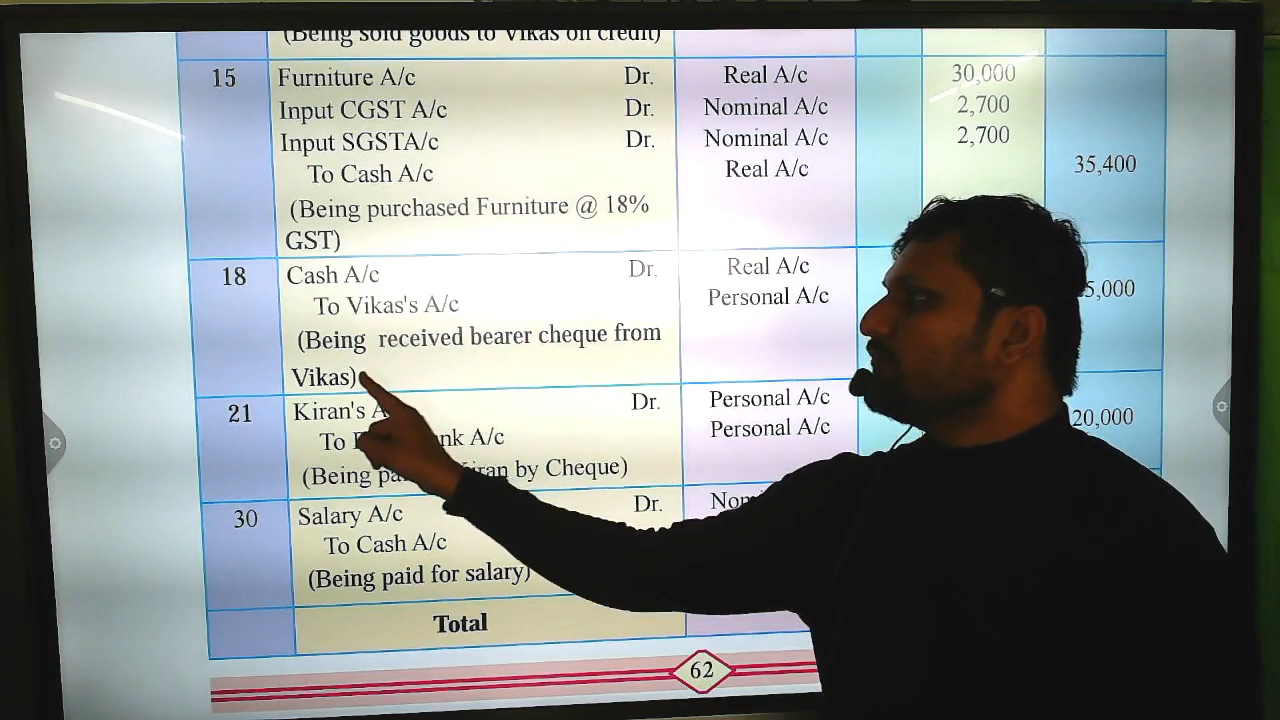 (Being sold goods to Vikas on credit)
15 Furniture A/c Dr. Real A/c 30,000
Input CGST A/c Dr. Nominal A/c 2,700
Input SGSTA/c Dr. Nominal A/c 2,700
To Cash A/c Real A/c 35,400
(Being purchased Furniture @ 18%
GST)
18 Cash A/c Dr. Real A/c
To Vikas's A/c Personal A/c 5,000
(Being received bearer cheque from
Vikas)
21 Kiran's Dr. Personal A/c
To A/c Personal A/c 20,000
(Being by Cheque)
30 Salary A/c Dr.
To Cash A/c
(Being paid for salary)
Total
62